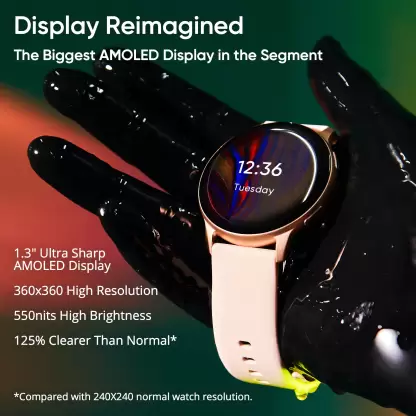 Display Reimagined
The Biggest AMOLED Display in the Segment
12:36
Tuesday
1.3" Ultra Sharp
AMOLED Display
360x360 High Resolution
550nits High Brightness
125% Clearer Than Normal*
*Compared with 240X240 normal watch resolution.